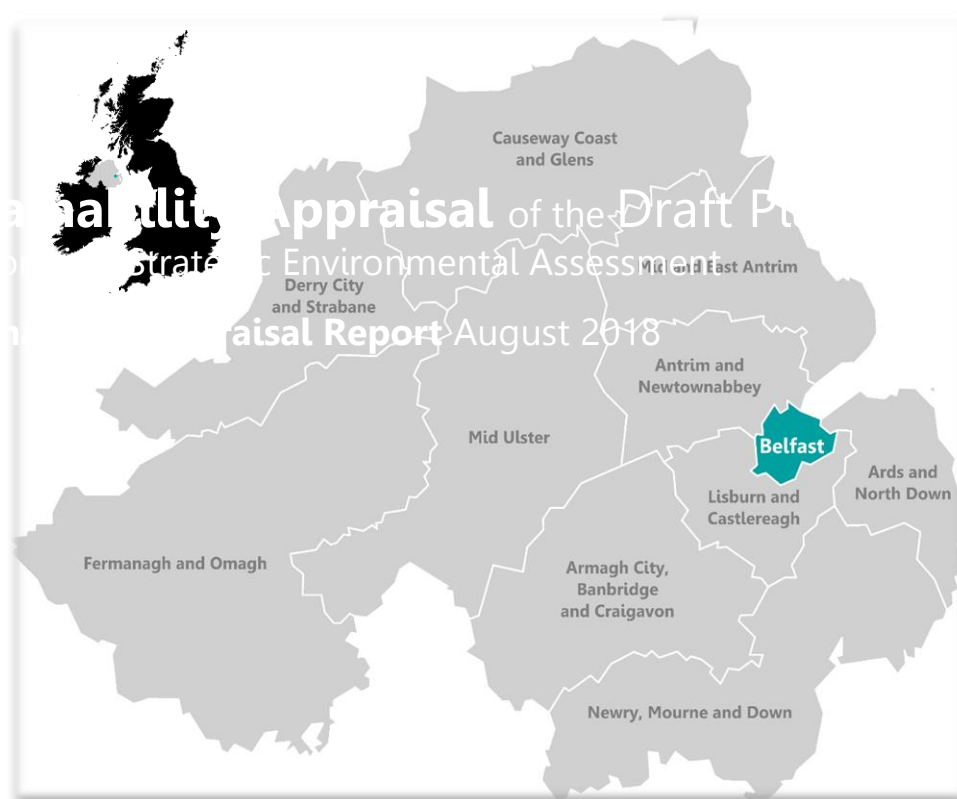 Causeway Coast
and Glens
Appraisal of the Draft
Strategic Environmental Assessment
Mid and East Antrim
Derry City
and Strabane
Report August 2018
Antrim and
Newtownabbey
Mid Ulster
Belfast
Ards and
North Down
Lisburn and
Castlereagh
Fermanagh and Omagh
Armagh City,
Banbridge
and Craigavon
Newry, Mourne and Down